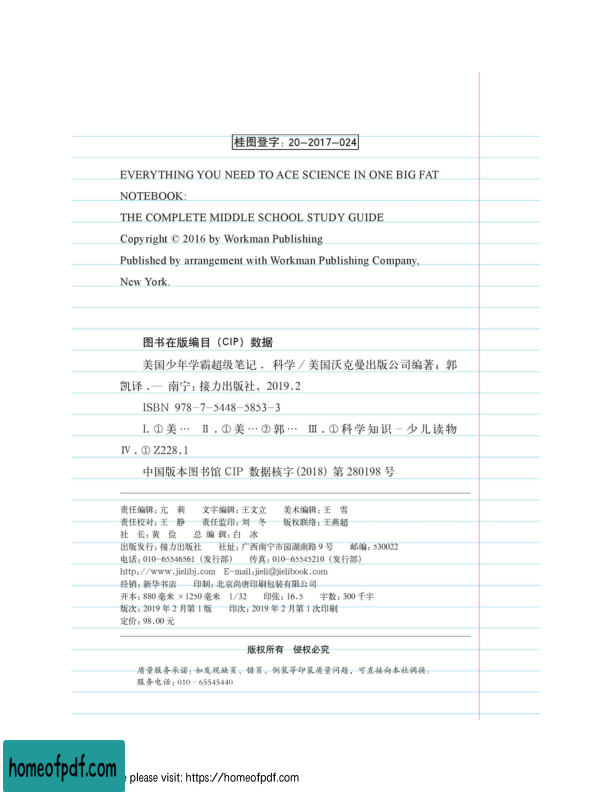 桂图登字：20-2017-024
EVERYTHING YOU NEED TO ACE SCIENCE IN ONE BIG FAT
NOTEBOOK:
THE COMPLETE MIDDLE SCHOOL STUDY GUIDE
Copyright © 2016 by Workman Publishing
Published by arrangement with Workman Publishing Company,
New York.
图书在版编目（CIP）数据
美国少年学霸超级笔记．科学／美国沃克曼出版公司编著；郭
凯译．— 南宁：接力出版社，2019.2
ISBN 978-7-5448-5853-3
Ⅰ.①美… Ⅱ.①美…②郭… Ⅲ.①科学知识－少儿读物
Ⅳ.①Z228.1
中国版本图书馆 CIP 数据核字（2018）第 280198 号
责任编辑：亢 莉 文字编辑：王文立 美术编辑：王 雪
责任校对：王 静 责任监印：刘 冬 版权联络：王燕超
社 长：黄 俭 总 编 辑：白 冰
出版发行：接力出版社 社址：广西南宁市园湖南路 9 号 邮编：530022
电话：010-65546561（发行部） 传真：010-65545210（发行部）
http://www.jielibj.com E-mail:jieli@jielibook.com
经销：新华书店 印制：北京尚唐印刷包装有限公司
开本：880 毫米×1250 毫米 1/32 印张：16.5 字数：300 千字
版次：2019 年 2 月第 1 版 印次：2019 年 2 月第 1 次印刷
定价：98.00 元
版权所有 侵权必究
质量服务承诺：如发现缺页、错页、倒装等印装质量问题，可直接向本社调换。
服务电话：010-65545440
homeofpdf.com
please visit: https://homeofpdf.com